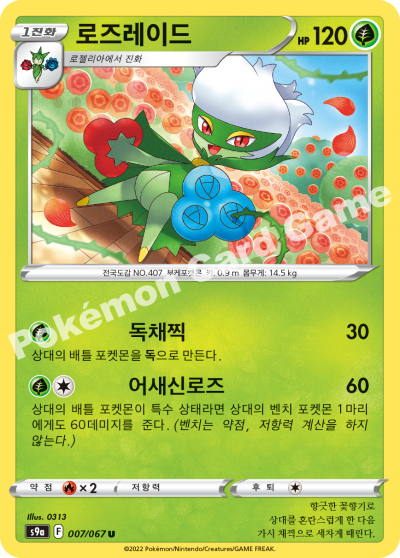 1진화 로즈레이드 HP 120
로젤리아에서 진화
전국도감 NO.407 부케포켓몬 키: 0.9 m 몸무게: 14.5 kg
Pokémon Card Game
독채찍 30
상대의 배틀 포켓몬을 독으로 만든다.
어새신로즈 60
상대의 배틀 포켓몬이 특수 상태라면 상대의 벤치 포켓몬 1마리
에게도 60데미지를 준다. (벤치는 약점, 저항력 계산을 하지
않는다.)
약점 ×2 저항력 후퇴
Illus. 0313
s9a F 007/067 U
향긋한 꽃향기로
상대를 혼란스럽게 한 다음
가시 채찍으로 세차게 때린다.
©2022 Pokémon/Nintendo/Creatures/GAME FREAK.